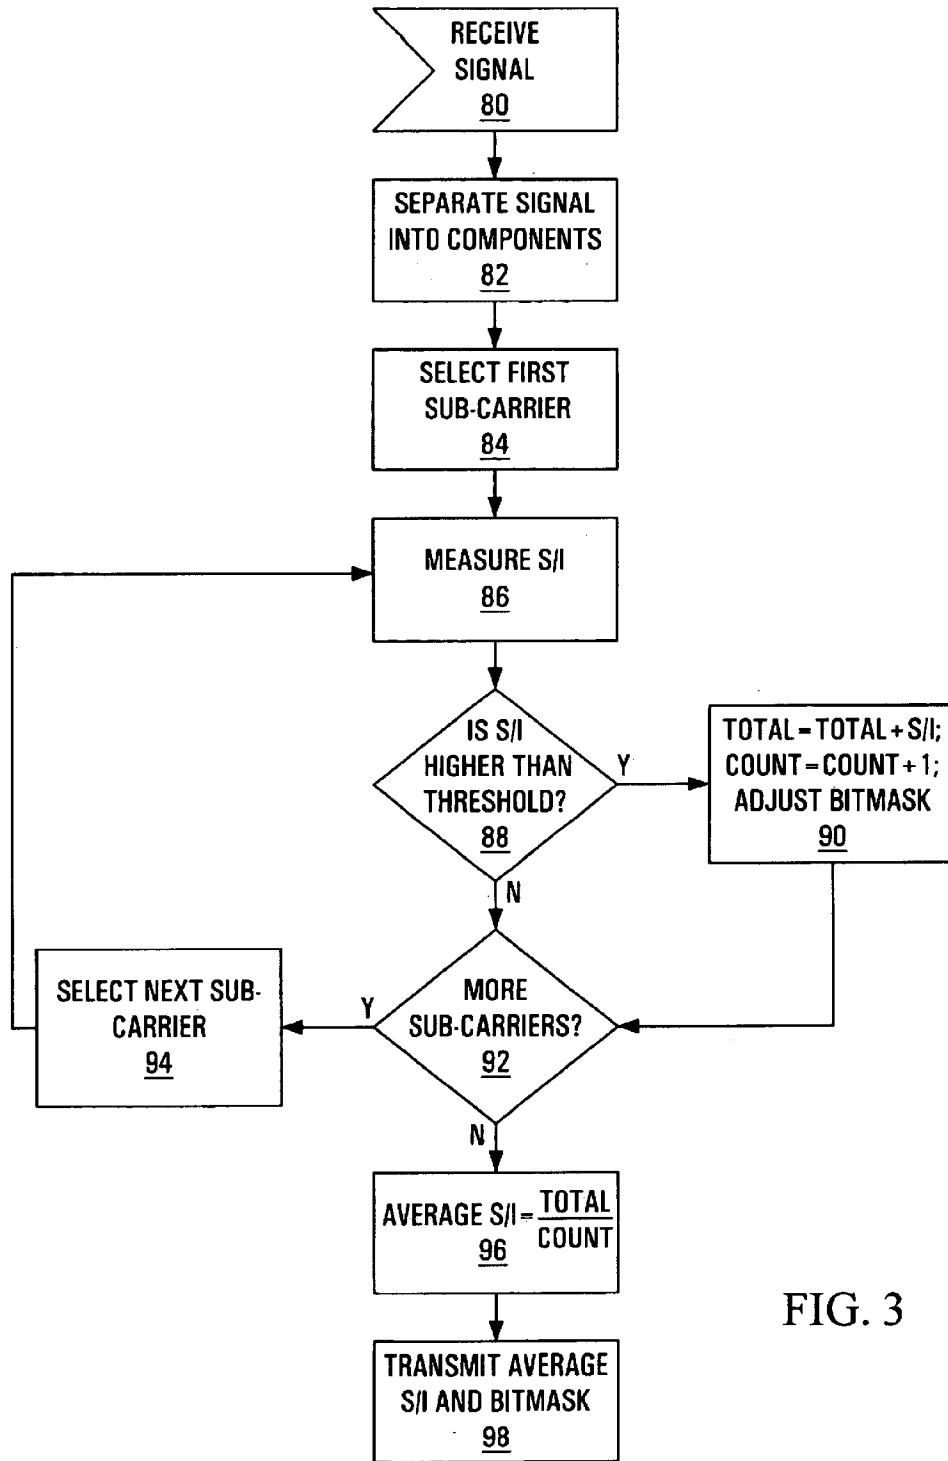 RECEIVE
SIGNAL
80
SEPARATE SIGNAL
INTO COMPONENTS
82
SELECT FIRST
SUB-CARRIER
84
MEASURE S/I
86
IS S/I
HIGHER THAN
THRESHOLD?
88
Y
N
TOTAL=TOTAL+S/I;
COUNT=COUNT+1;
ADJUST BITMASK
90
MORE
SUB-CARRIERS?
92
Y
N
SELECT NEXT SUB-
CARRIER
94
AVERAGE S/I=TOTAL
COUNT
96
TRANSMIT AVERAGE
S/I AND BITMASK
98
FIG. 3